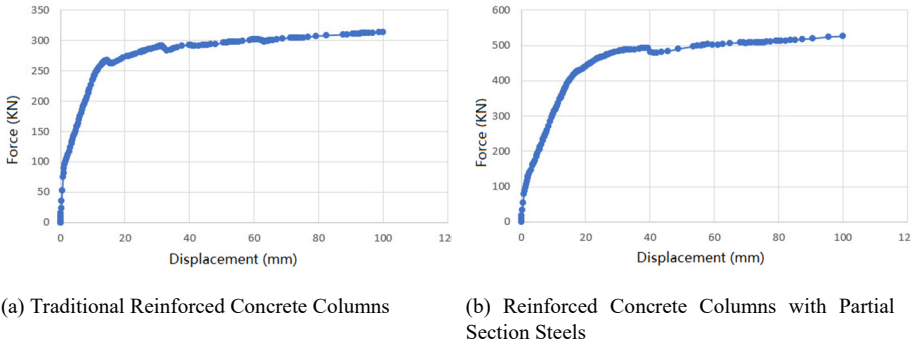 350
300
250
200
150
100
50
0
Force (KN)
0 20 40 60 80 100 12
Displacement (mm)
(a) Traditional Reinforced Concrete Columns
600
500
400
300
200
100
0
Force (KN)
0 20 40 60 80 100 12
Displacement (mm)
(b) Reinforced Concrete Columns with Partial
Section Steels